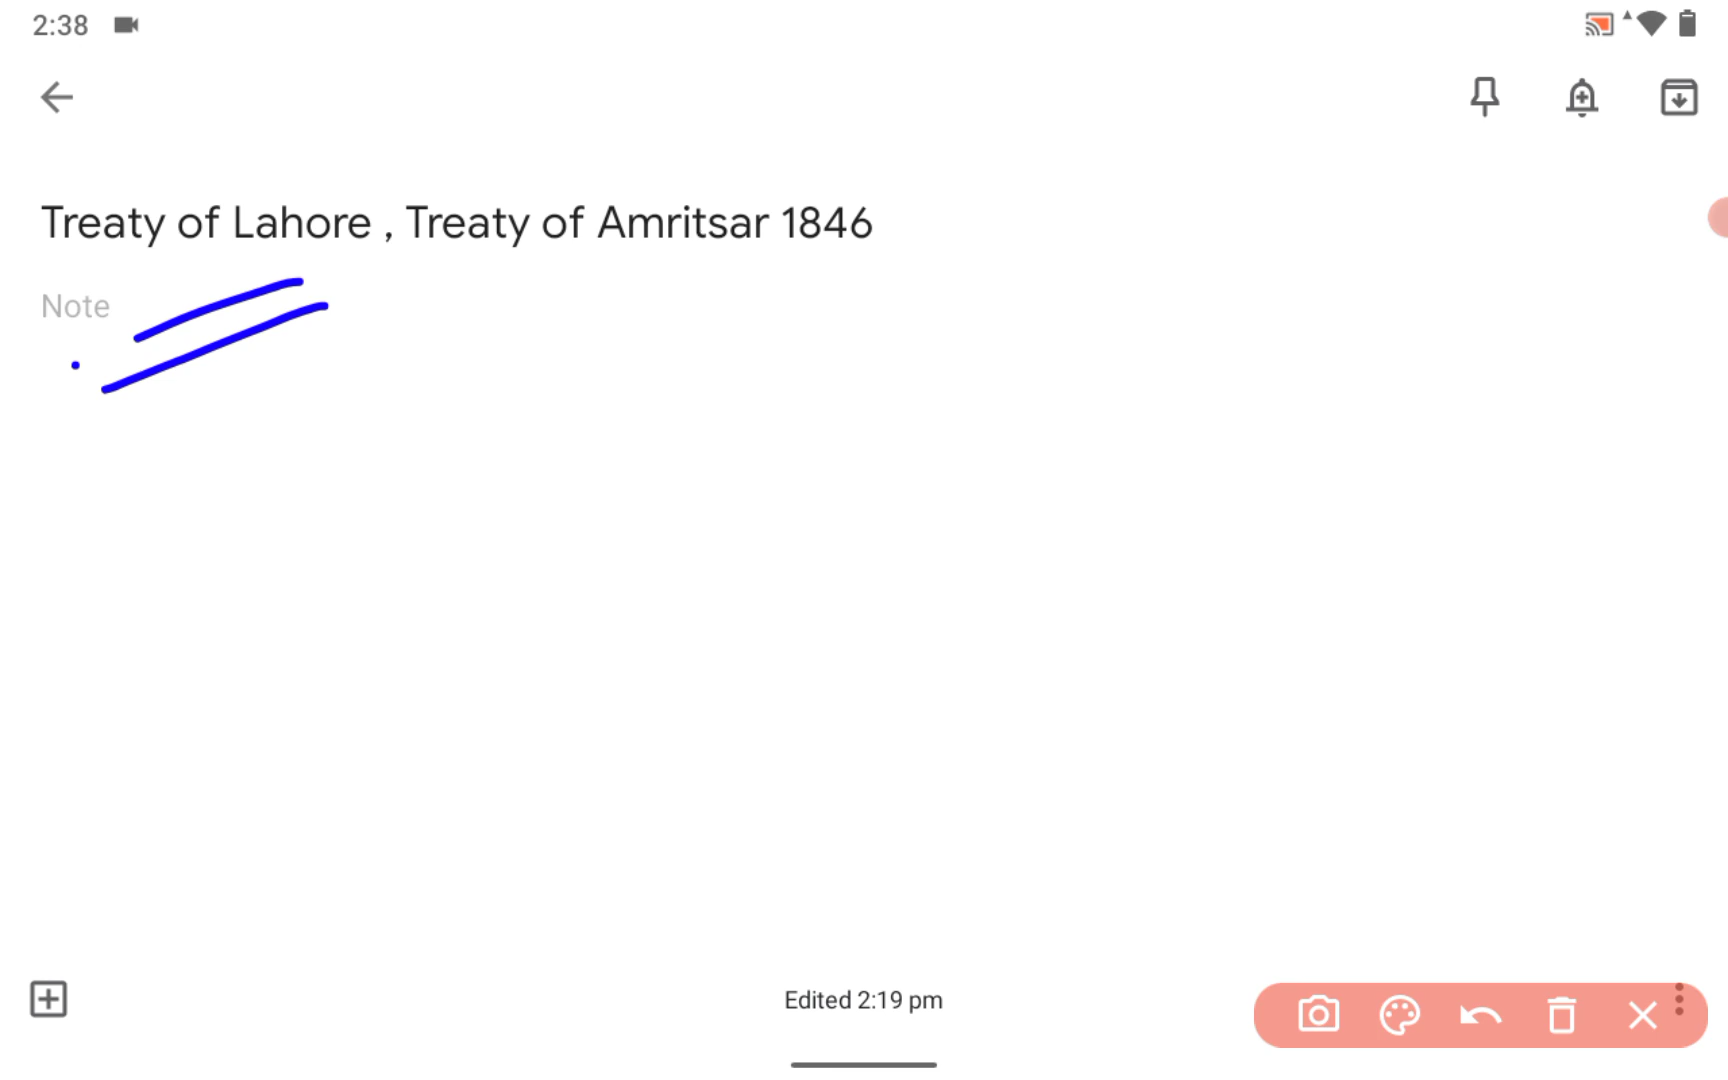 2:38
Treaty of Lahore , Treaty of Amritsar 1846
Note
Edited 2:19 pm